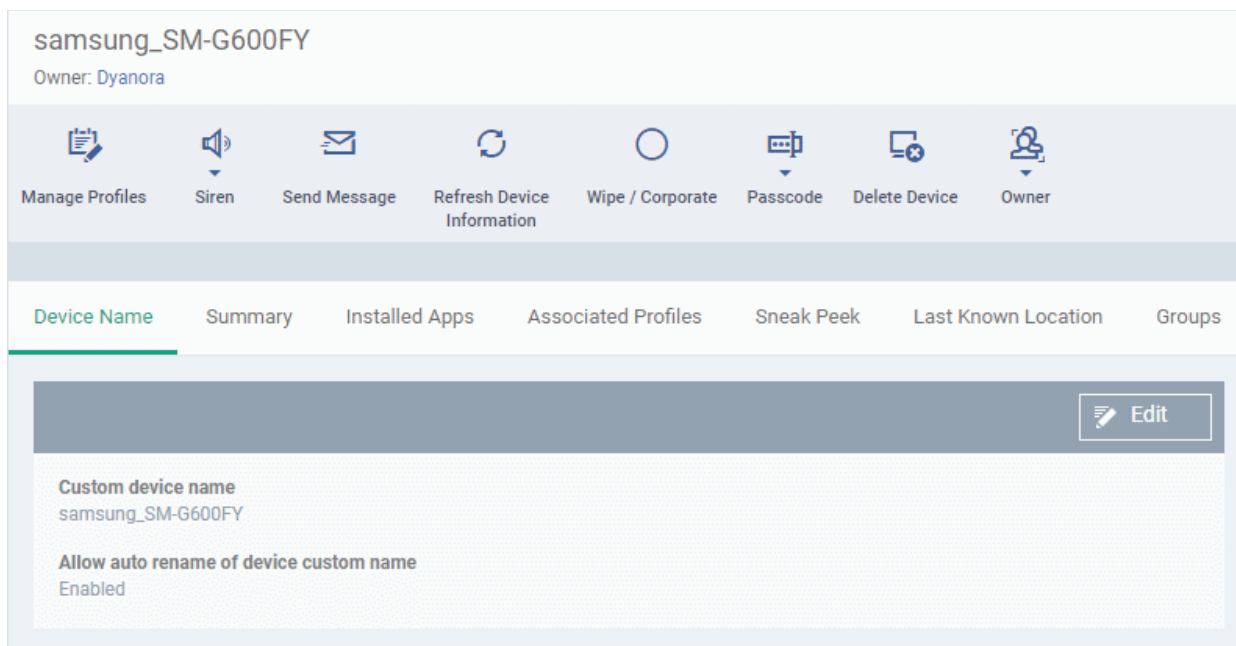 samsung_SM-G600FY
Owner: Dyanora
Manage Profiles
Siren
Send Message
Refresh Device
Information
Wipe / Corporate
Passcode
Delete Device
Owner
Device Name
Summary
Installed Apps
Associated Profiles
Sneak Peek
Last Known Location
Groups
Edit
Custom device name
samsung_SM-G600FY
Allow auto rename of device custom name
Enabled